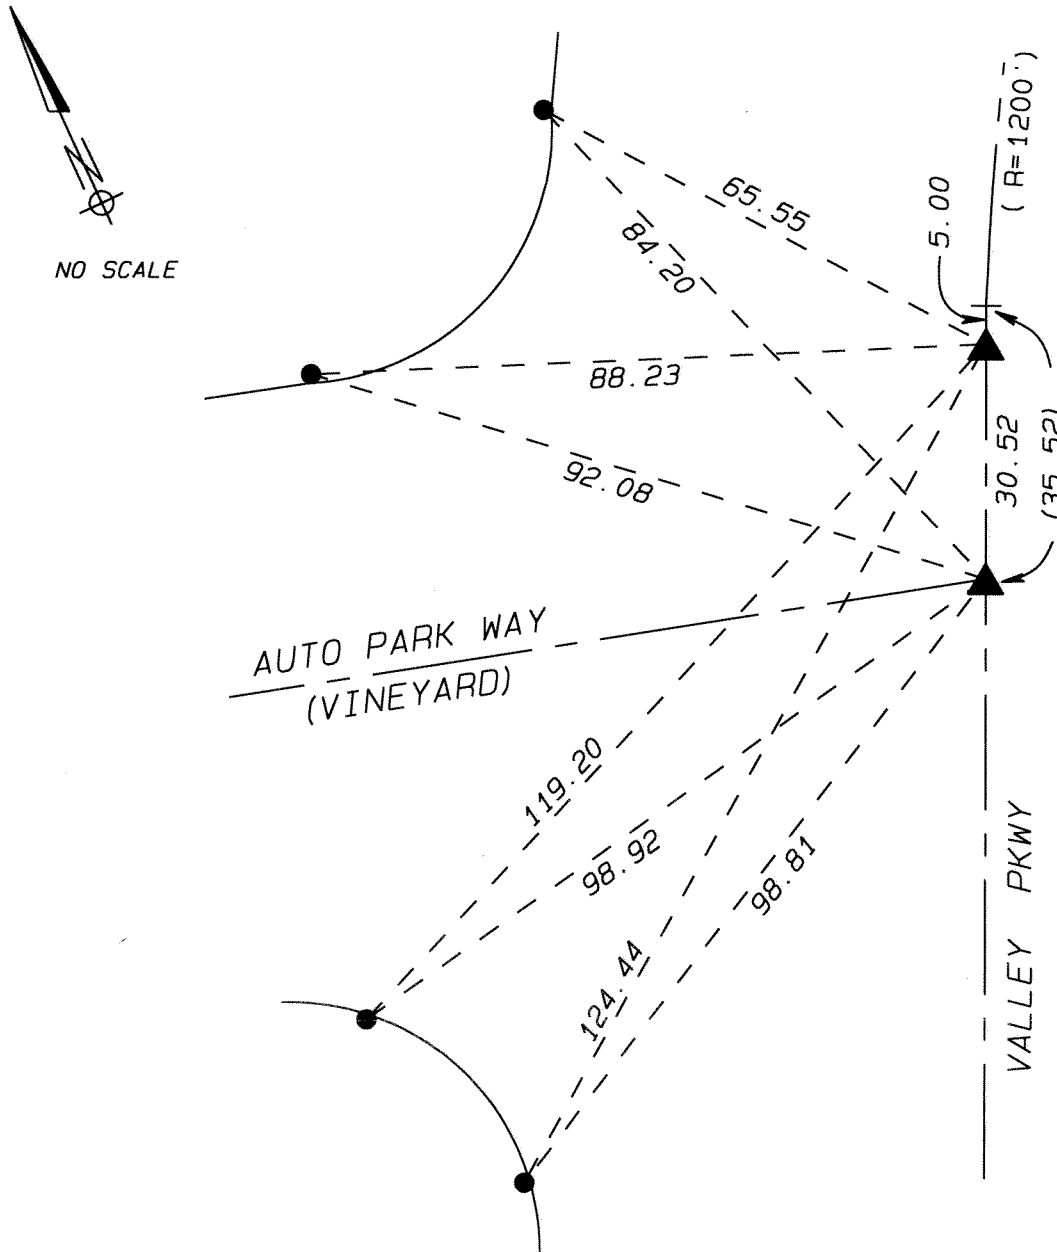 ( R=1200' )
65.55
5.00
84.20
N
NO SCALE
88.23
30.52
(35.52)
92.08
AUTO PARK WAY
(VINEYARD)
119.20
98.92
98.81
124.44
VALLEY PKWY